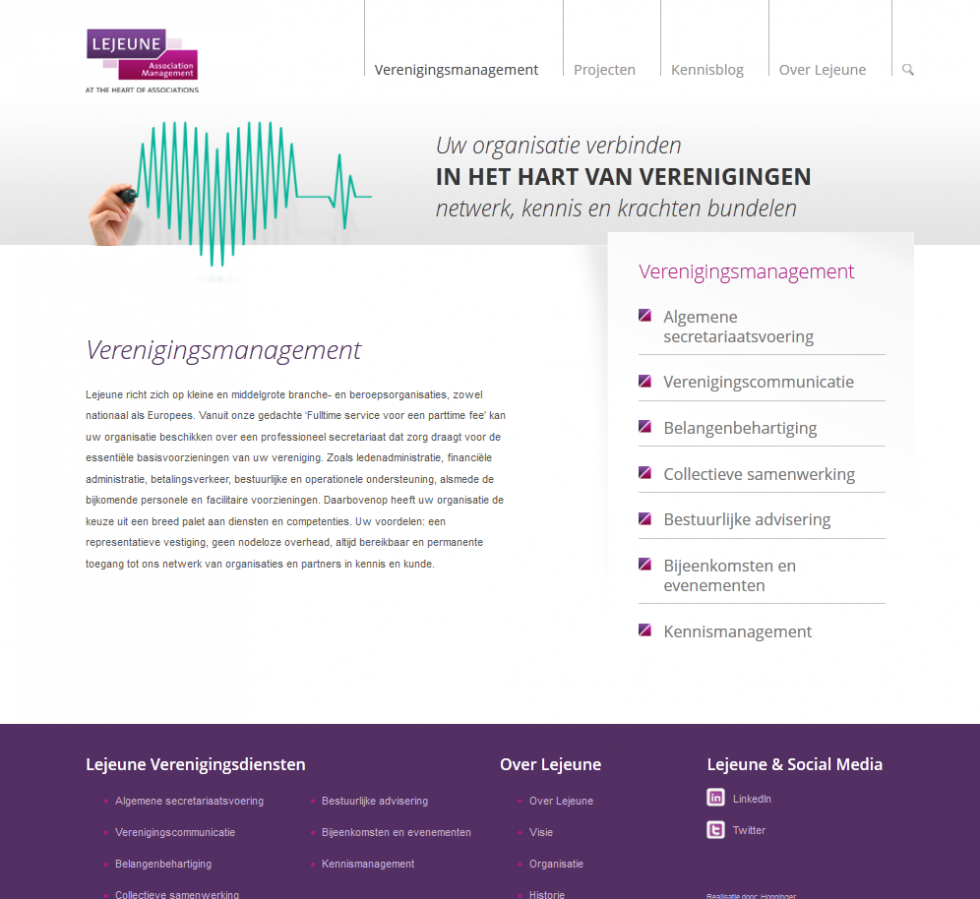 LEJEUNE
Association
Management
AT THE HEART OF ASSOCIATIONS
Verenigingsmanagement
Projecten
Kennisblog
Over Lejeune
Uw organisatie verbinden
IN HET HART VAN VERENIGINGEN
netwerk, kennis en krachten bundelen
Verenigingsmanagement
Lejeune richt zich op kleine en middelgrote branche- en beroepsorganisaties, zowel
nationaal als Europees. Vanuit onze gedachte 'Fulltime service voor een parttime fee' kan
uw organisatie beschikken over een professioneel secretariaat dat zorg draagt voor de
essentiële basisvoorzieningen van uw vereniging. Zoals ledenadministratie, financiële
administratie, betalingsverkeer, bestuurlijke en operationele ondersteuning, alsmede de
bijkomende personele en facilitaire voorzieningen. Daarbovenop heeft uw organisatie de
keuze uit een breed palet aan diensten en competenties. Uw voordelen: een
representatieve vestiging, geen nodeloze overhead, altijd bereikbaar en permanente
toegang tot ons netwerk van organisaties en partners in kennis en kunde.
Verenigingsmanagement
Algemene
secretariaatsvoering
Verenigingscommunicatie
Belangenbehartiging
Collectieve samenwerking
Bestuurlijke advisering
Bijeenkomsten en
evenementen
Kennismanagement
Lejeune Verenigingsdiensten
Algemene secretariaatsvoering
Verenigingscommunicatie
Belangenbehartiging
Collectieve samenwerking
Bestuurlijke advisering
Bijeenkomsten en evenementen
Kennismanagement
Over Lejeune
Over Lejeune
Visie
Organisatie
Historie
Lejeune & Social Media
LinkedIn
Twitter
Realisatie door: